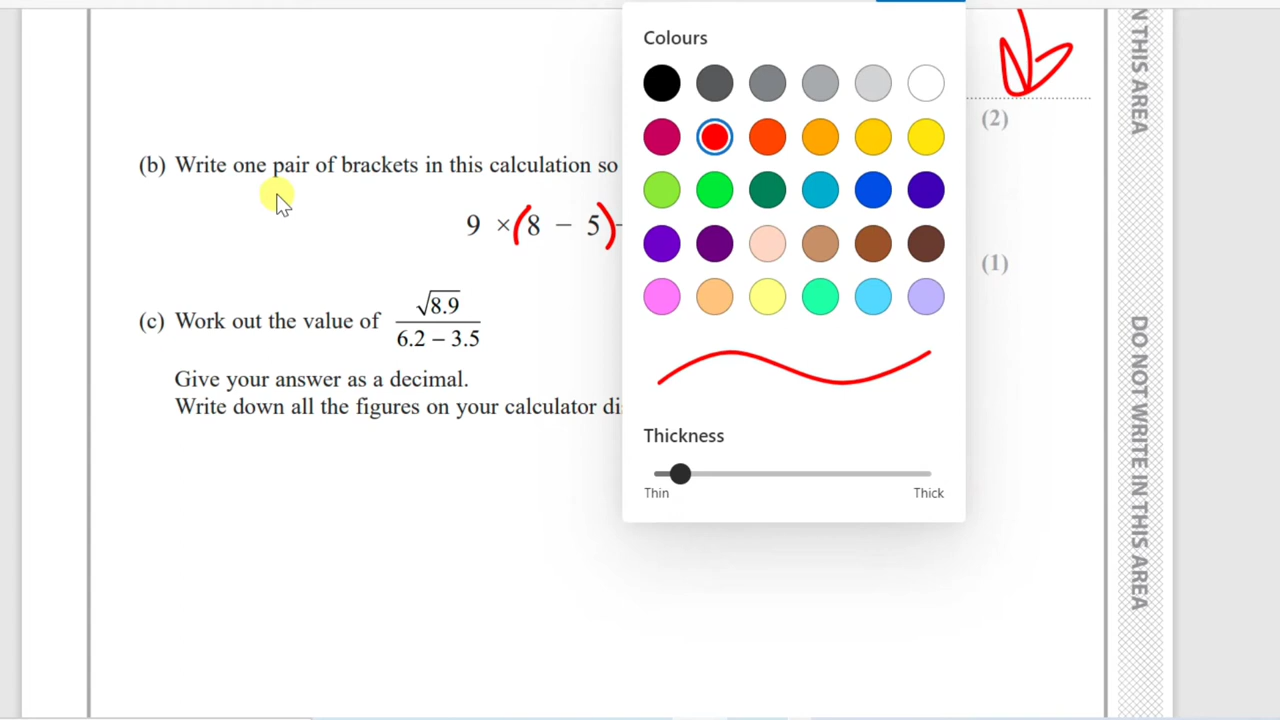 Colours
N THIS AREA
(2)
(b) Write one pair of brackets in this calculation so
9 × (8 − 5)
(1)
(c) Work out the value of √8.9
6.2 − 3.5
Give your answer as a decimal.
Write down all the figures on your calculator di
Thickness
Thin
Thick
DO NOT WRITE IN THIS AREA